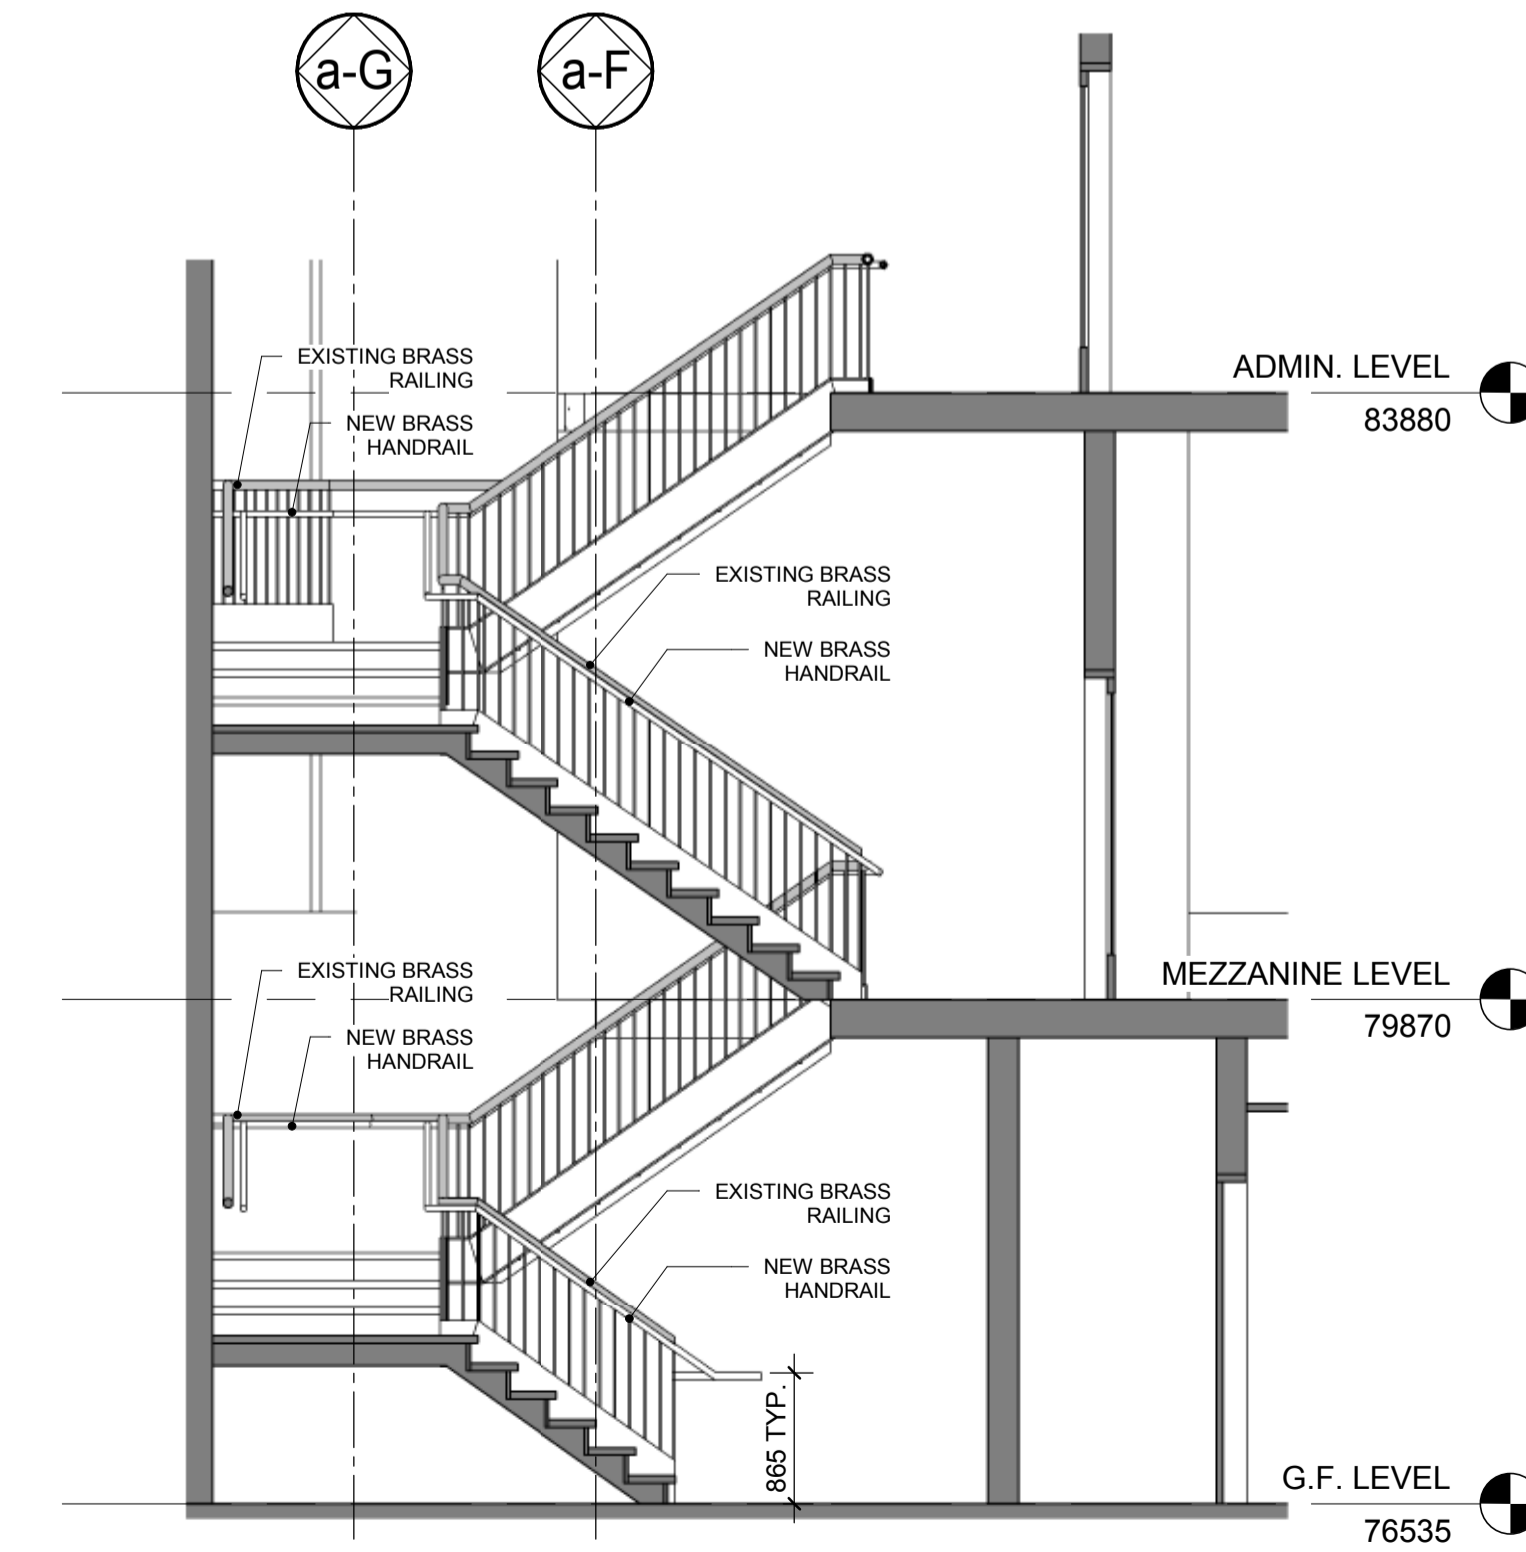 a-G
a-F
EXISTING BRASS
RAILING
ADMIN. LEVEL
83880
NEW BRASS
HANDRAIL
EXISTING BRASS
RAILING
NEW BRASS
HANDRAIL
EXISTING BRASS
RAILING
MEZZANINE LEVEL
79870
NEW BRASS
HANDRAIL
EXISTING BRASS
RAILING
NEW BRASS
HANDRAIL
865 TYP.
G.F. LEVEL
76535